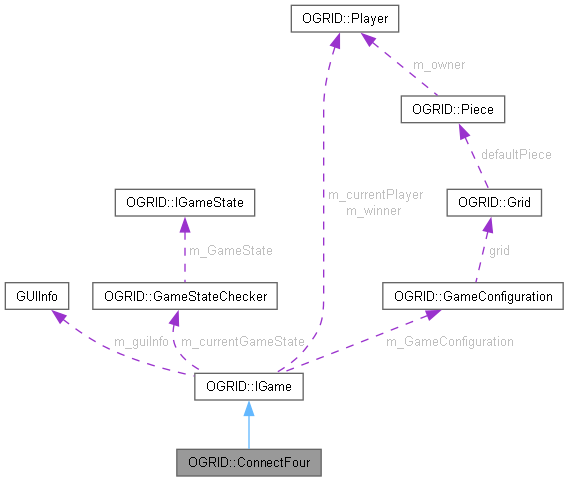 OGRID::Player
m_owner
OGRID::Piece
defaultPiece
OGRID::IGameState
m_currentPlayer
m_winner
OGRID::Grid
m_GameState
grid
GUIInfo
OGRID::GameStateChecker
OGRID::GameConfiguration
m_guiInfo
m_currentGameState
m_GameConfiguration
OGRID::IGame
OGRID::ConnectFour